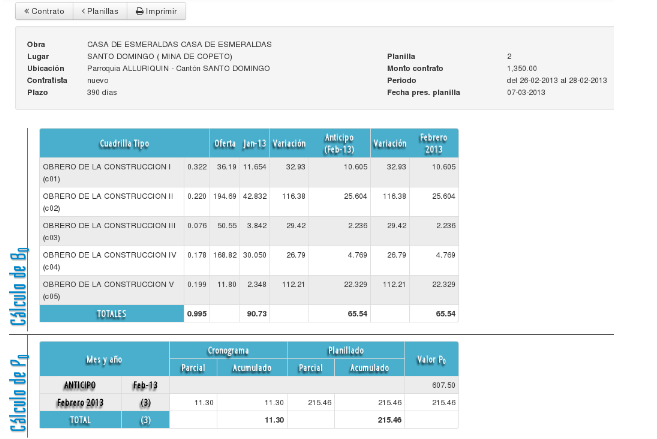 « Contrato ‹ Planillas Imprimir
Obra CASA DE ESMERALDAS CASA DE ESMERALDAS
Lugar SANTO DOMINGO ( MINA DE COPETO) Planilla 2
Ubicación Parroquia ALLURIQUIN - Cantón SANTO DOMINGO Monto contrato 1,350.00
Contratista nuevo Periodo del 26-02-2013 al 28-02-2013
Plazo 390 días Fecha pres. planilla 07-03-2013
Cálculo de B0
Cuadrilla Tipo Oferta Jan-13 Variación Anticipo (Feb-13) Variación Febrero 2013
OBRERO DE LA CONSTRUCCION I (c01) 0.322 36.19 11.654 32.93 10.605 32.93 10.605
OBRERO DE LA CONSTRUCCION II (c02) 0.220 194.69 42.832 116.38 25.604 116.38 25.604
OBRERO DE LA CONSTRUCCION III (c03) 0.076 50.55 3.842 29.42 2.236 29.42 2.236
OBRERO DE LA CONSTRUCCION IV (c04) 0.178 168.82 30.050 26.79 4.769 26.79 4.769
OBRERO DE LA CONSTRUCCION V (c05) 0.199 11.80 2.348 112.21 22.329 112.21 22.329
TOTALES 0.995 90.73 65.54 65.54
Cálculo de P0
Mes y año Cronograma Planillado Valor P0
Parcial Acumulado Parcial Acumulado
ANTICIPO Feb-13 607.50
Febrero 2013 (3) 11.30 11.30 215.46 215.46 215.46
TOTAL (3) 11.30 215.46